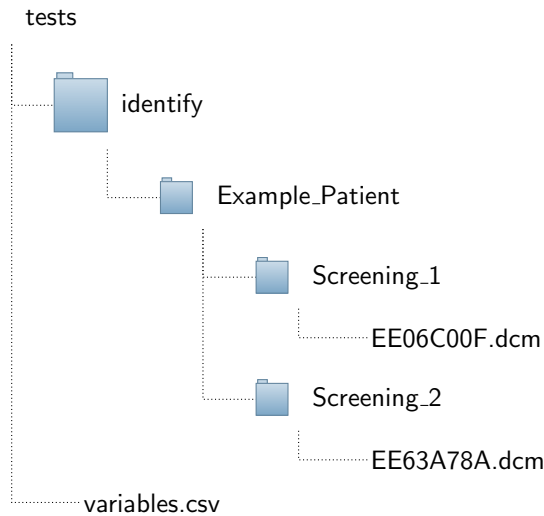 tests
identify
Example_Patient
Screening_1
EE06C00F.dcm
Screening_2
EE63A78A.dcm
variables.csv